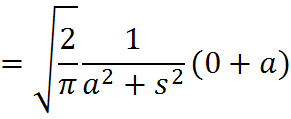 = √(2/π) 1/(a² + s²) (0 + a)